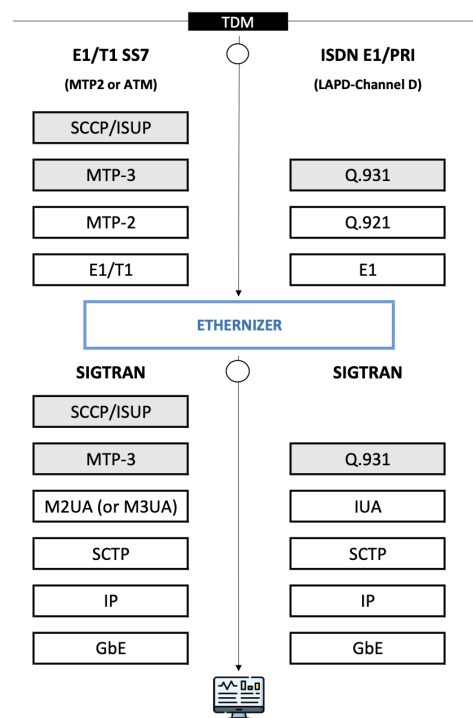 TDM
E1/T1 SS7
(MTP2 or ATM)
SCCP/ISUP
MTP-3
MTP-2
E1/T1
ISDN E1/PRI
(LAPD-Channel D)
Q.931
Q.921
E1
ETHERNIZER
SIGTRAN
SCCP/ISUP
MTP-3
M2UA (or M3UA)
SCTP
IP
GbE
SIGTRAN
Q.931
IUA
SCTP
IP
GbE